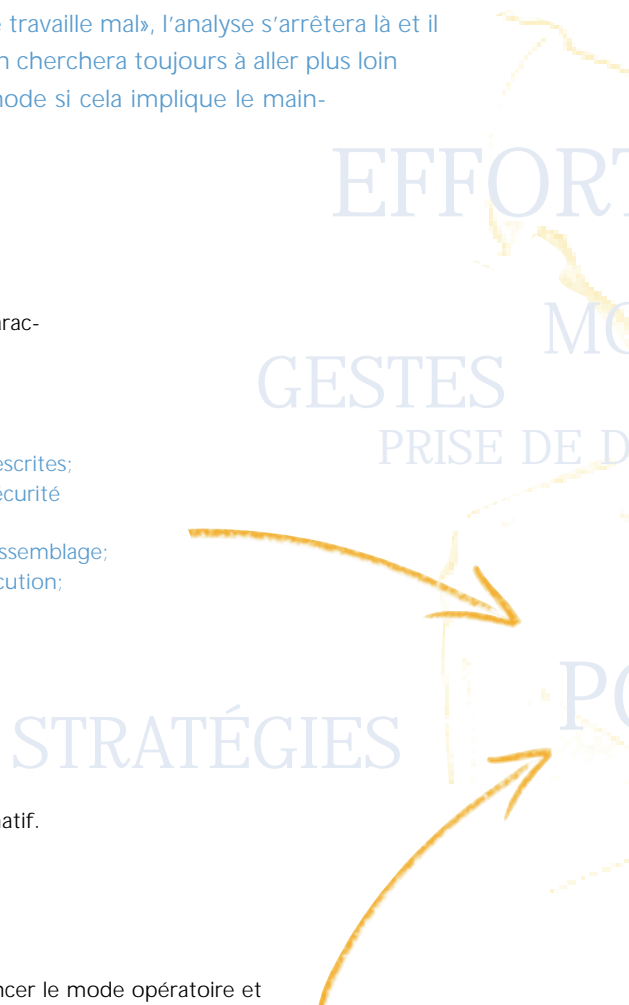 travaille mal», l'analyse s'arrêtera là et il
n cherchera toujours à aller plus loin
node si cela implique le main-
EFFORT
arac-
MO
GESTES
PRISE DE D
escrites;
écurité
ssemblage;
cution;
PO
STRATÉGIES
natif.
ncer le mode opératoire et